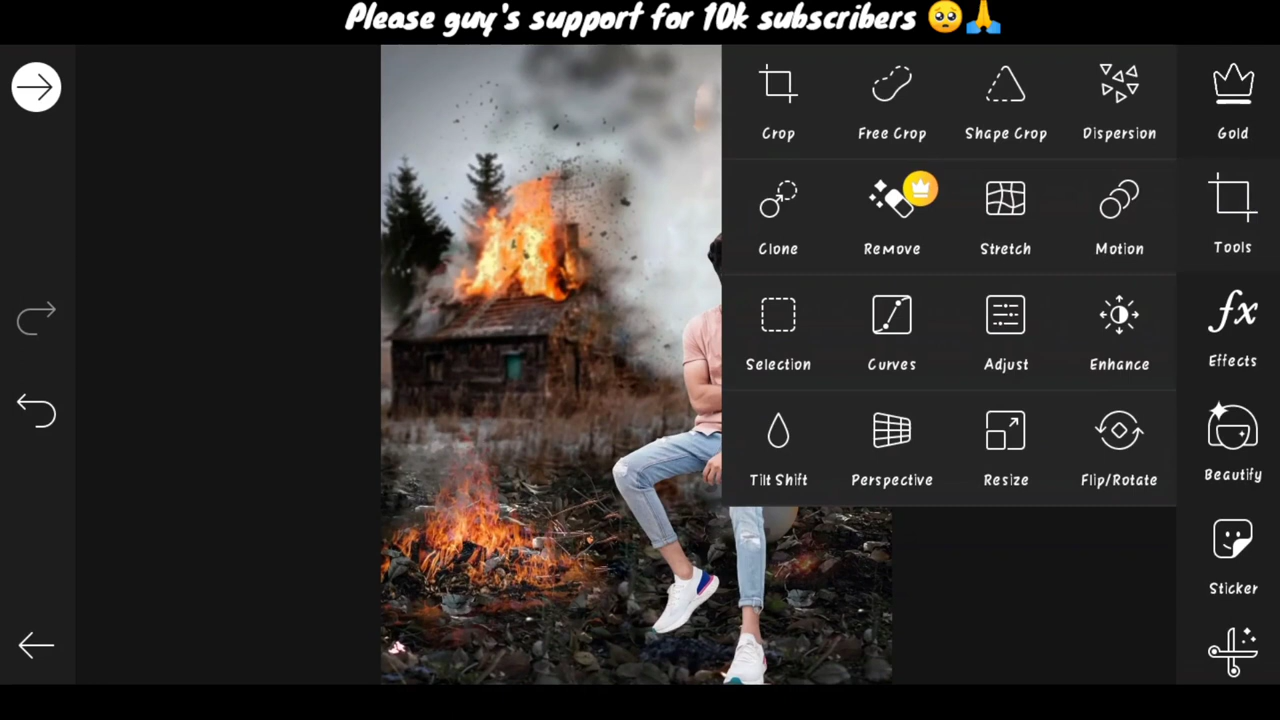 Please guy's support for 10k subscribers 🥺🙏
Crop Free Crop Shape Crop Dispersion Gold
Clone Remove Stretch Motion Tools
Selection Curves Adjust Enhance Effects
Tilt Shift Perspective Resize Flip/Rotate Beautify
Sticker